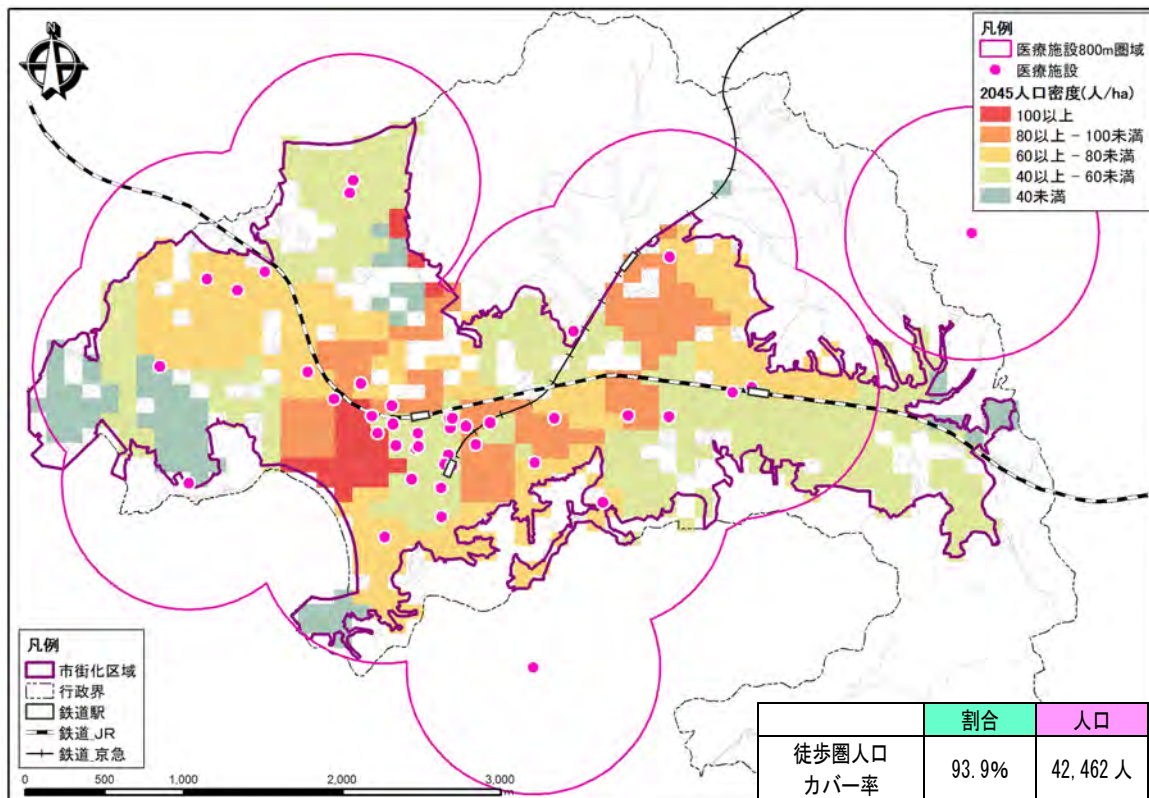 凡例
医療施設800m圏域
医療施設
2045人口密度(人/ha)
100以上
80以上 - 100未満
60以上 - 80未満
40以上 - 60未満
40未満
凡例
市街化区域
行政界
鉄道駅
鉄道_JR
鉄道_京急
0 500 1,000 2,000 3,000
m
割合 人口
徒歩圏人口
カバー率 93.9% 42,462 人